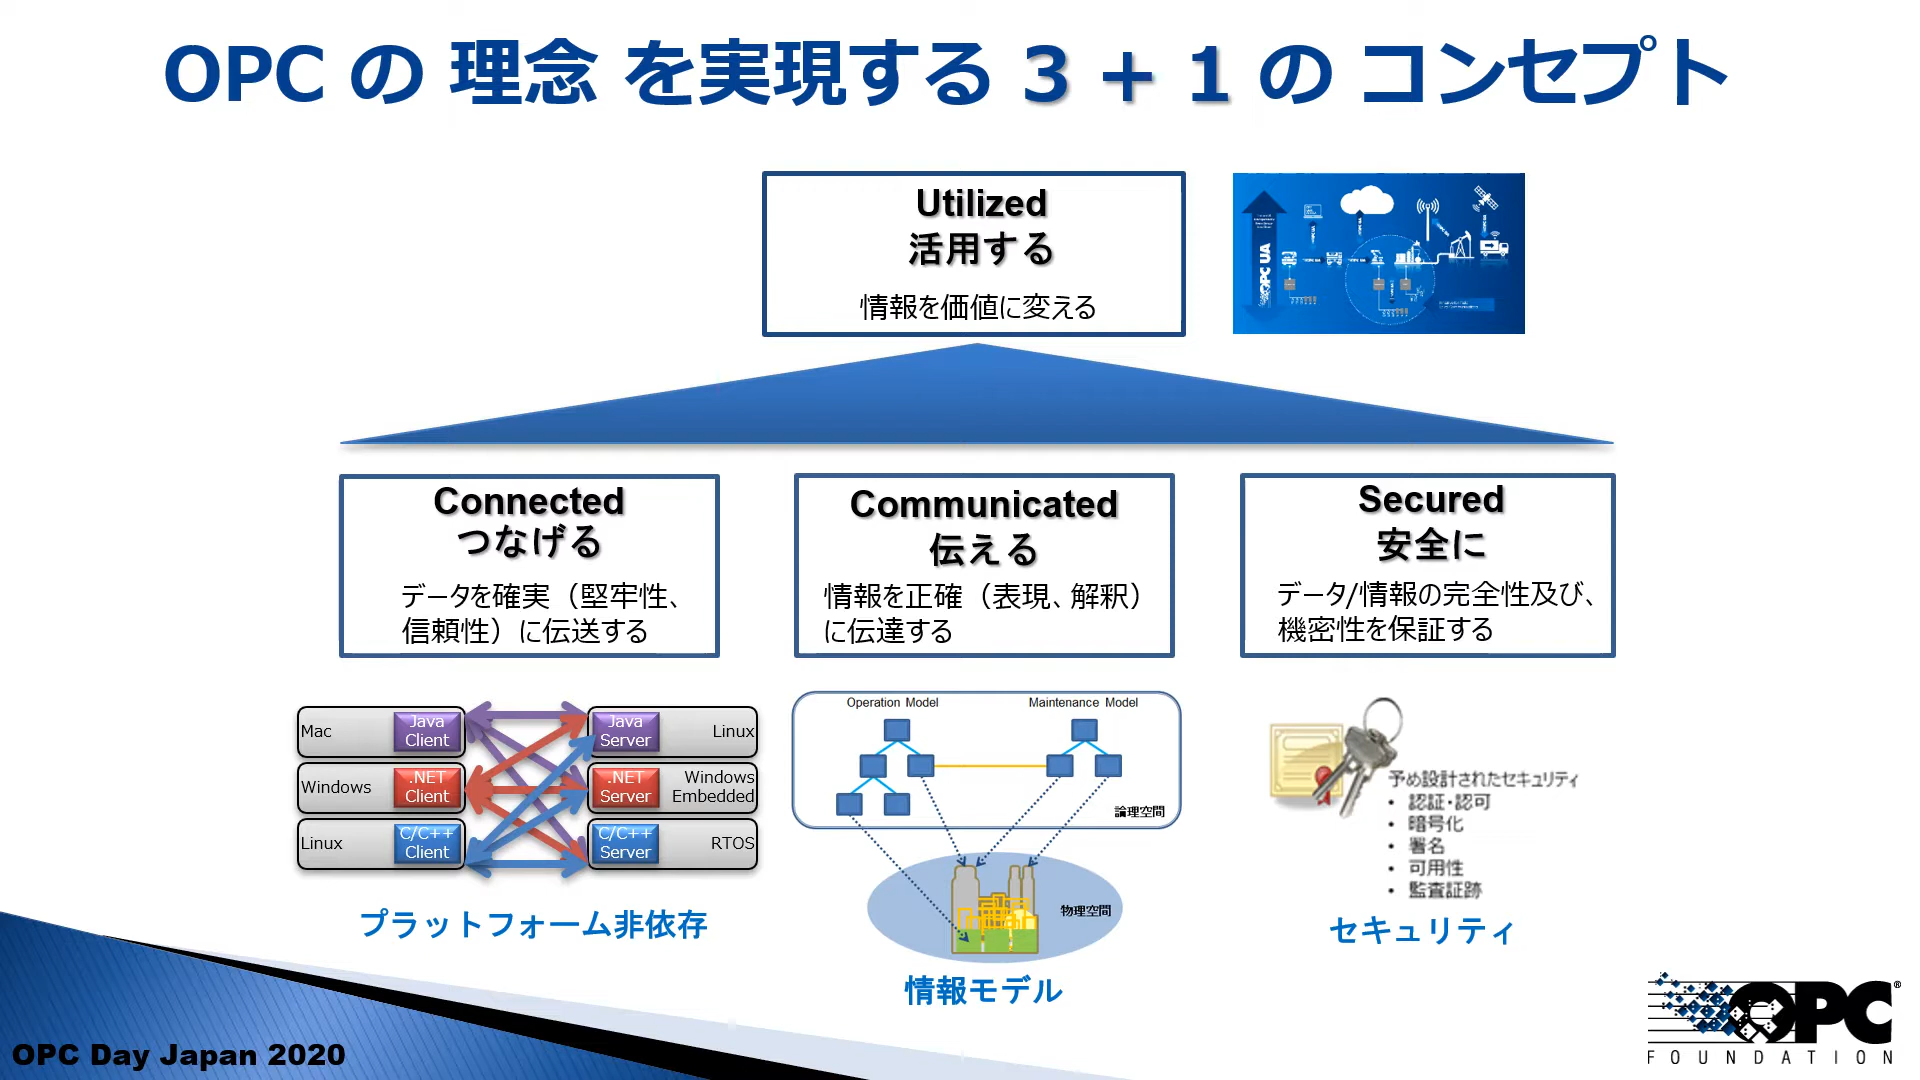 OPC の 理念 を実現する 3 + 1 の コンセプト
Utilized
活用する
情報を価値に変える
OPC UA
Connected
つなげる
データを確実（堅牢性、
信頼性）に伝送する
Communicated
伝える
情報を正確（表現、解釈）
に伝達する
Secured
安全に
データ/情報の完全性及び、
機密性を保証する
Mac
Java
Client
Java
Server
Linux
Windows
.NET
Client
.NET
Server
Windows
Embedded
Linux
C/C++
Client
C/C++
Server
RTOS
プラットフォーム非依存
Operation Model
Maintenance Model
論理空間
物理空間
情報モデル
予め設計されたセキュリティ
• 認証・認可
• 暗号化
• 署名
• 可用性
• 監査証跡
セキュリティ
OPC Day Japan 2020
OPC ®
FOUNDATION